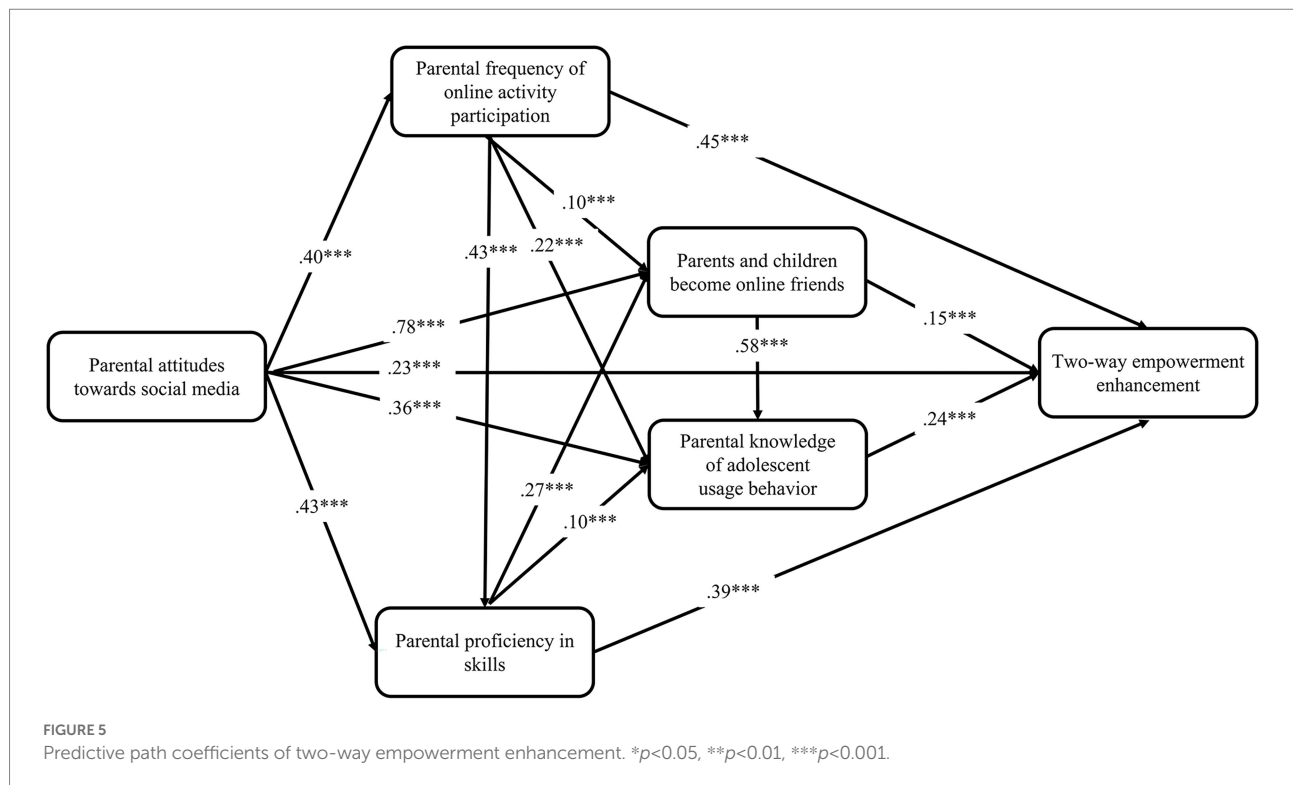 Parental frequency of
online activity
participation
.45***
.10***
.43***
.22***
.40***
Parents and children
become online friends
.78***
.15***
.58***
Parental attitudes
towards social media
.23***
Two-way empowerment
enhancement
.36***
.24***
Parental knowledge
of adolescent
usage behavior
.27***
.43***
.10***
.39***
Parental proficiency in
skills
FIGURE 5
Predictive path coefficients of two-way empowerment enhancement. *p<0.05, **p<0.01, ***p<0.001.